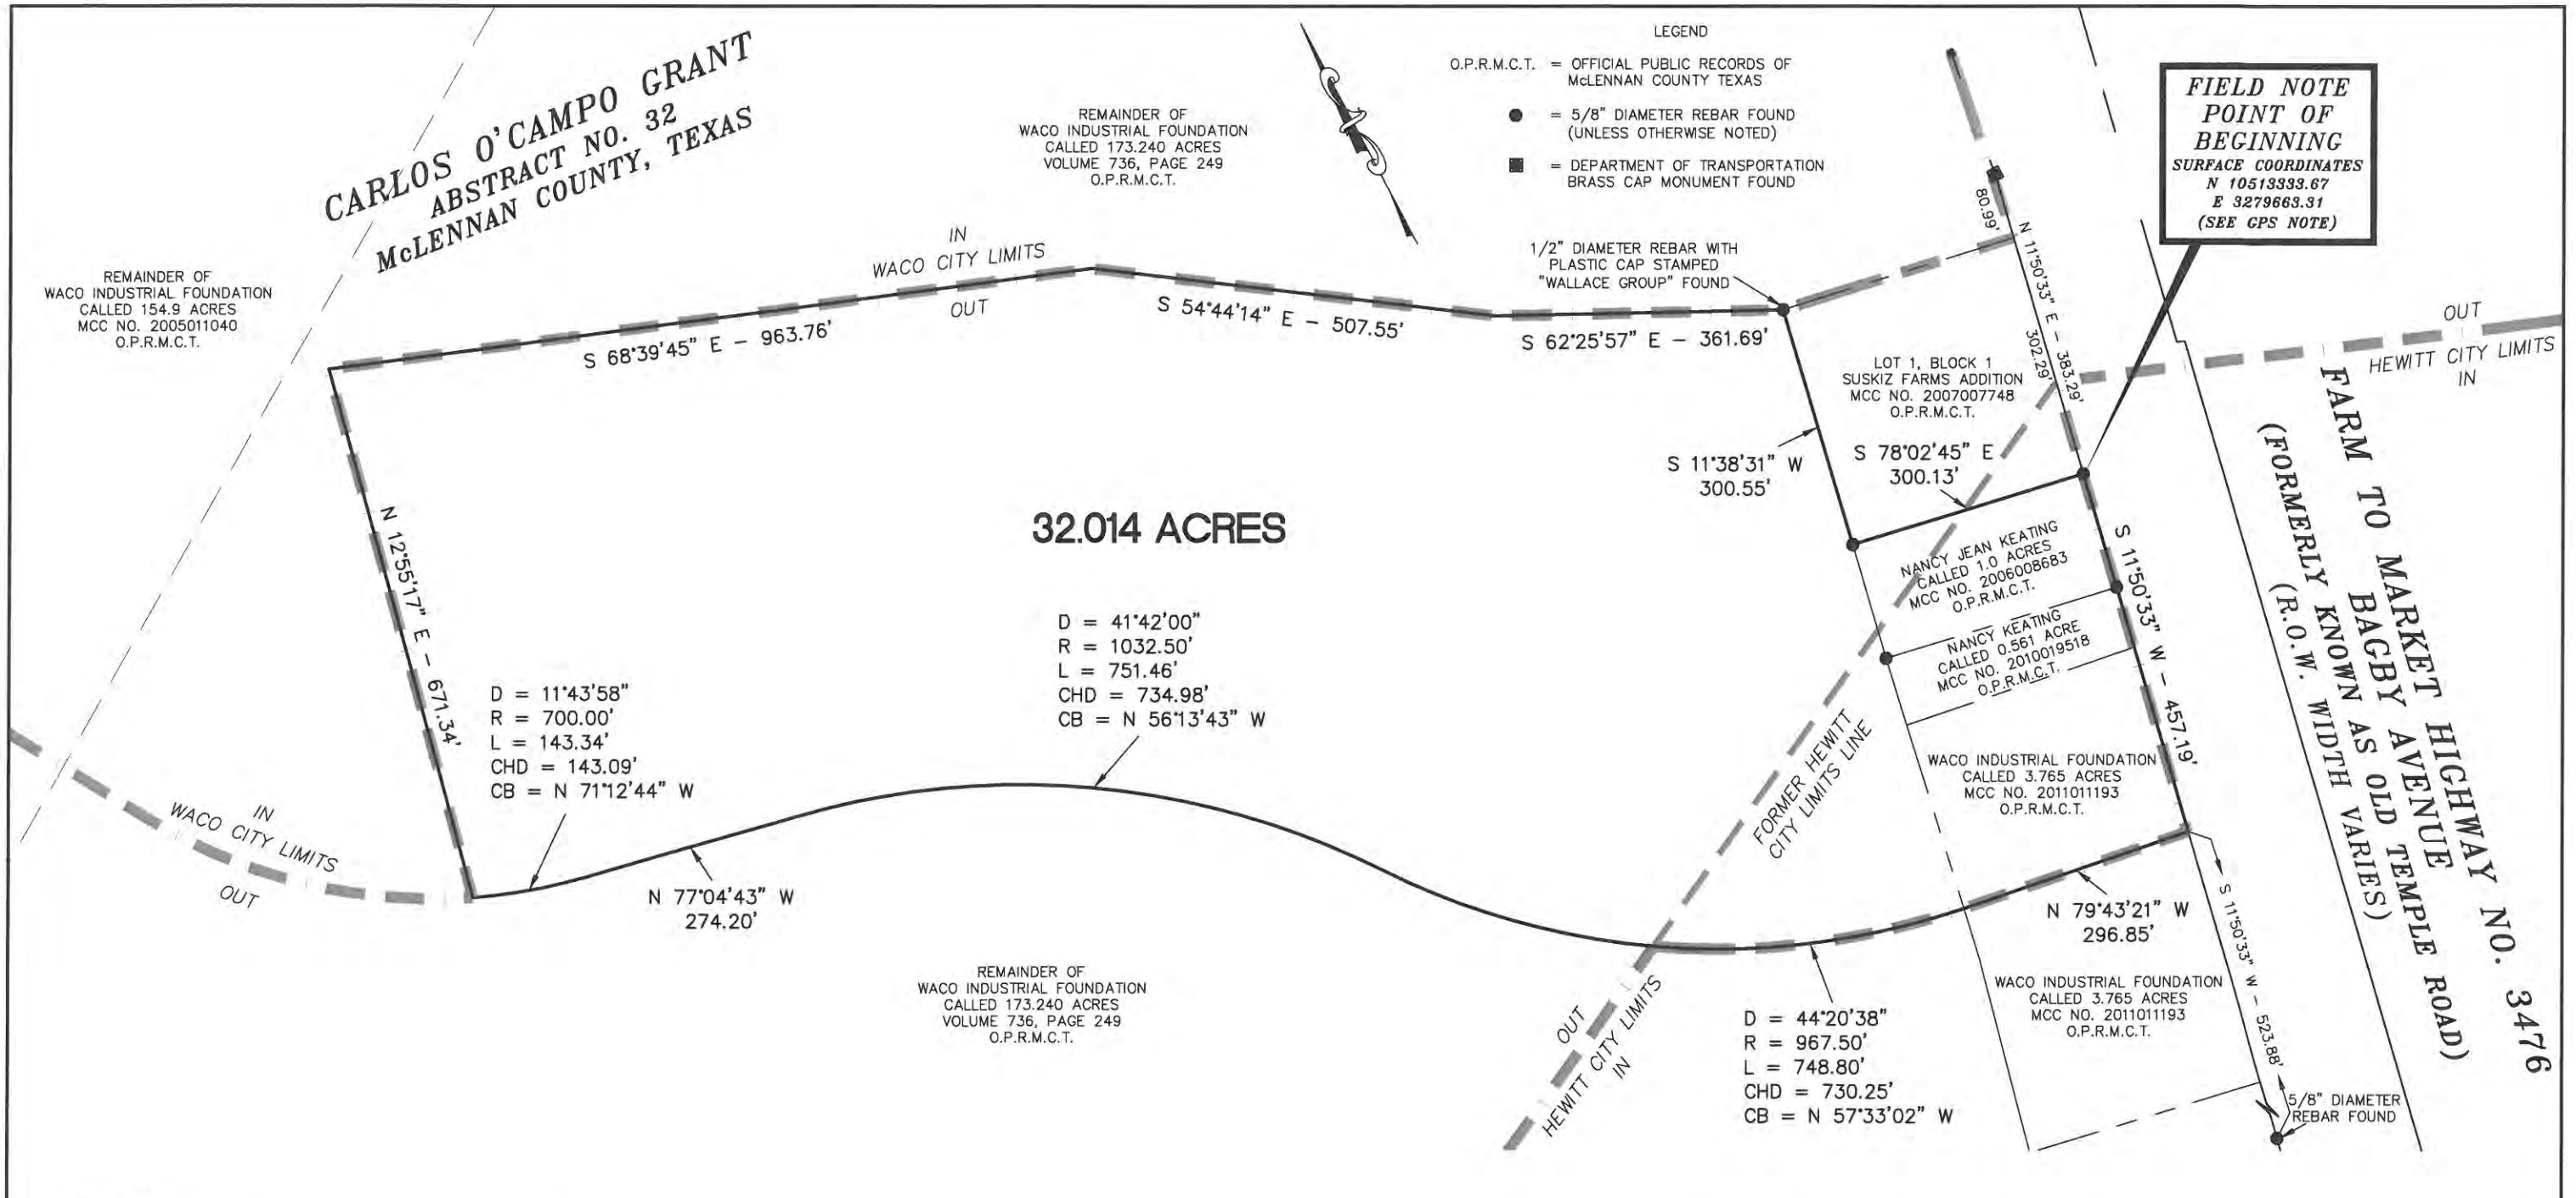 CARLOS O'CAMPO GRANT
ABSTRACT NO. 32
McLENNAN COUNTY, TEXAS
REMAINDER OF
WACO INDUSTRIAL FOUNDATION
CALLED 154.9 ACRES
MCC NO. 2005011040
O.P.R.M.C.T.
REMAINDER OF
WACO INDUSTRIAL FOUNDATION
CALLED 173.240 ACRES
VOLUME 736, PAGE 249
O.P.R.M.C.T.
LEGEND
O.P.R.M.C.T. = OFFICIAL PUBLIC RECORDS OF
McLENNAN COUNTY TEXAS
= 5/8" DIAMETER REBAR FOUND
(UNLESS OTHERWISE NOTED)
= DEPARTMENT OF TRANSPORTATION
BRASS CAP MONUMENT FOUND
FIELD NOTE
POINT OF
BEGINNING
SURFACE COORDINATES
N 10513333.67
E 3279663.31
(SEE GPS NOTE)
1/2" DIAMETER REBAR WITH
PLASTIC CAP STAMPED
"WALLACE GROUP" FOUND
80.99'
N 11°50'33" E - 383.29'
302.29'
IN
WACO CITY LIMITS
OUT
S 68°39'45" E - 963.76'
S 54°44'14" E - 507.55'
S 62°25'57" E - 361.69'
OUT
HEWITT CITY LIMITS
IN
LOT 1, BLOCK 1
SUSKIZ FARMS ADDITION
MCC NO. 2007007748
O.P.R.M.C.T.
S 11°38'31" W
300.55'
S 78°02'45" E
300.13'
32.014 ACRES
N 12°55'17" E - 671.34'
NANCY JEAN KEATING
CALLED 1.0 ACRES
MCC NO. 2006008683
O.P.R.M.C.T.
NANCY KEATING
CALLED 0.561 ACRE
MCC NO. 2010019518
O.P.R.M.C.T.
S 11°50'33" W - 457.19'
FARM TO MARKET HIGHWAY NO. 3476
BAGBY AVENUE
(FORMERLY KNOWN AS OLD TEMPLE ROAD)
(R.O.W. WIDTH VARIES)
D = 11°43'58"
R = 700.00'
L = 143.34'
CHD = 143.09'
CB = N 71°12'44" W
D = 41°42'00"
R = 1032.50'
L = 751.46'
CHD = 734.98'
CB = N 56°13'43" W
FORMER HEWITT
CITY LIMITS LINE
WACO INDUSTRIAL FOUNDATION
CALLED 3.765 ACRES
MCC NO. 2011011193
O.P.R.M.C.T.
IN
WACO CITY LIMITS
OUT
N 77°04'43" W
274.20'
N 79°43'21" W
296.85'
S 11°50'33" W - 523.88'
REMAINDER OF
WACO INDUSTRIAL FOUNDATION
CALLED 173.240 ACRES
VOLUME 736, PAGE 249
O.P.R.M.C.T.
OUT
HEWITT CITY LIMITS
IN
D = 44°20'38"
R = 967.50'
L = 748.80'
CHD = 730.25'
CB = N 57°33'02" W
WACO INDUSTRIAL FOUNDATION
CALLED 3.765 ACRES
MCC NO. 2011011193
O.P.R.M.C.T.
5/8" DIAMETER
REBAR FOUND